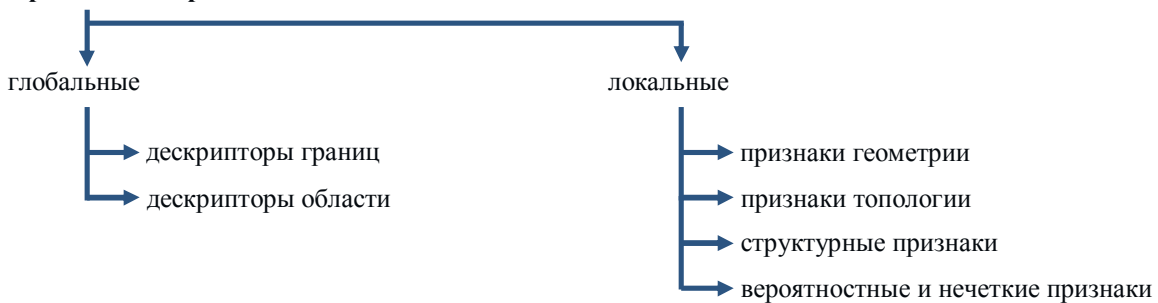 глобальные
локальные
дескрипторы границ
признаки геометрии
дескрипторы области
признаки топологии
структурные признаки
вероятностные и нечеткие признаки